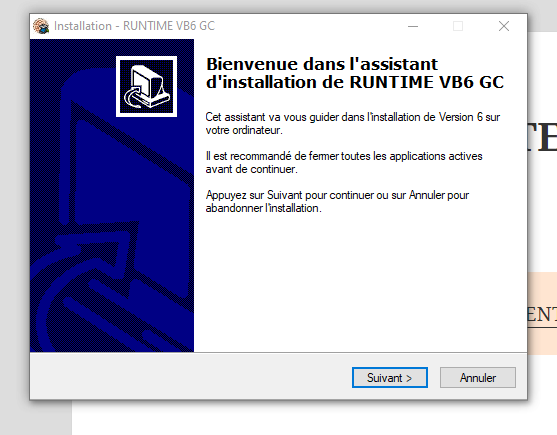 Installation - RUNTIME VB6 GC
Bienvenue dans l'assistant
d'installation de RUNTIME VB6 GC
Cet assistant va vous guider dans l'installation de Version 6 sur
votre ordinateur.
Il est recommandé de fermer toutes les applications actives
avant de continuer.
Appuyez sur Suivant pour continuer ou sur Annuler pour
abandonner l'installation.
TE
ENT
Suivant >
Annuler